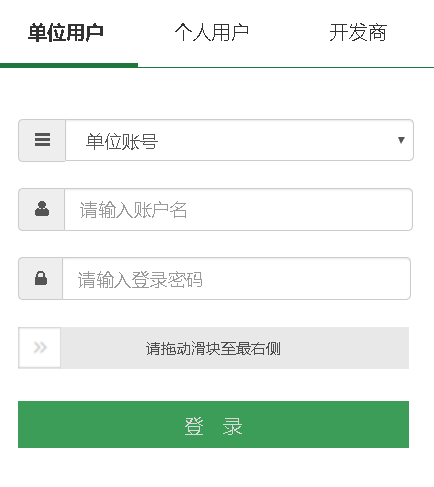 单位用户 个人用户 开发商
单位账号
请输入账户名
请输入登录密码
请拖动滑块至最右侧
登 录